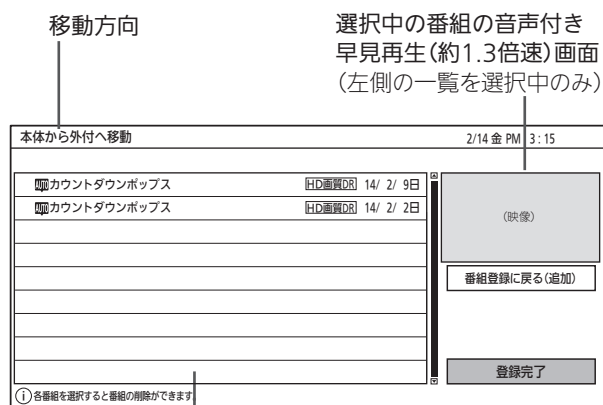 移動方向
選択中の番組の音声付き
早見再生(約1.3倍速)画面
(左側の一覧を選択中のみ)
本体から外付へ移動
2/14 金 PM 3:15
カウントダウンポップス HD画質DR 14/ 2/ 9日
カウントダウンポップス HD画質DR 14/ 2/ 2日
(映像)
番組登録に戻る(追加)
登録完了
i 各番組を選択すると番組の削除ができます